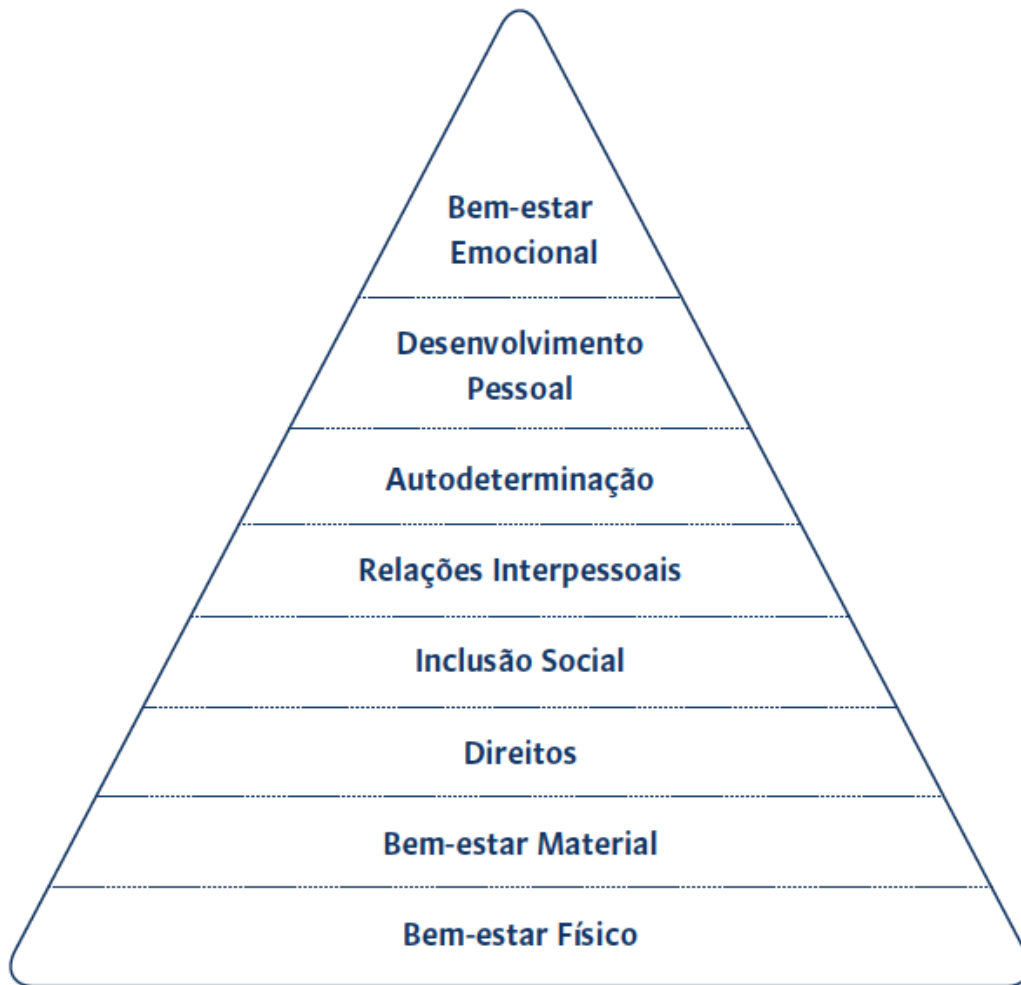 Bem-estar
Emocional
Desenvolvimento
Pessoal
Autodeterminação
Relações Interpessoais
Inclusão Social
Direitos
Bem-estar Material
Bem-estar Físico